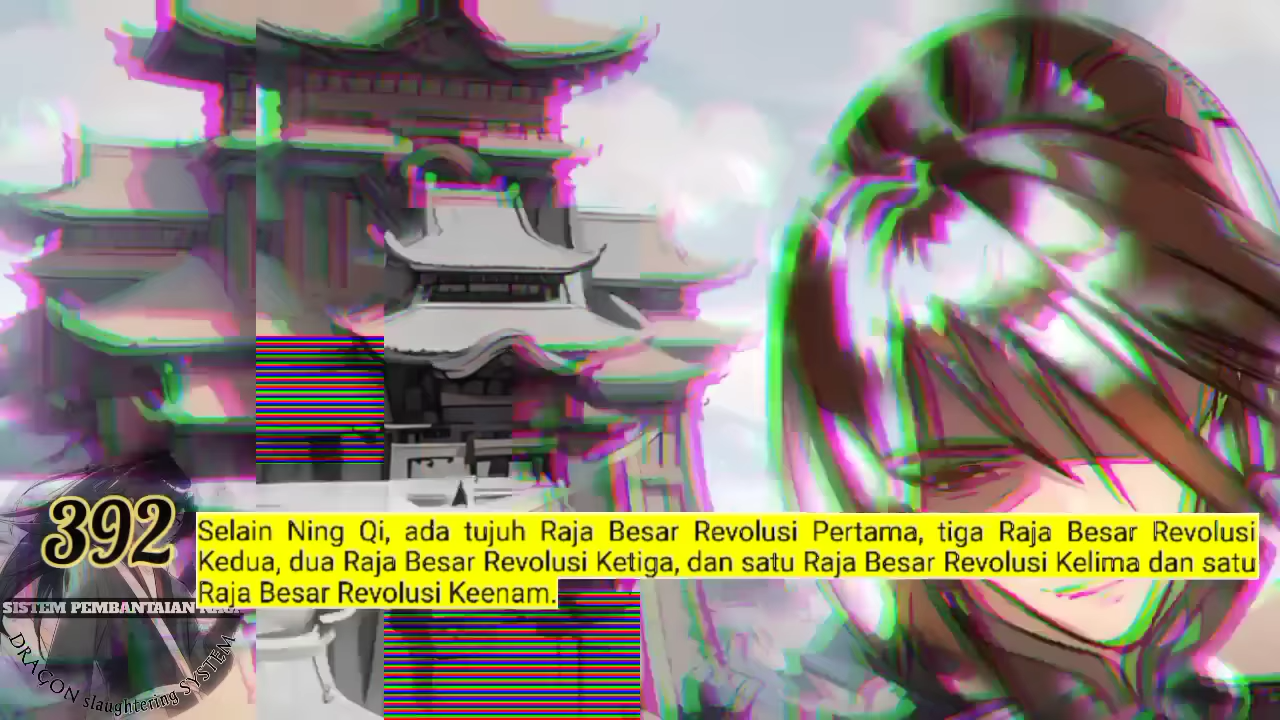 392
Selain Ning Qi, ada tujuh Raja Besar Revolusi Pertama, tiga Raja Besar Revolusi
Kedua, dua Raja Besar Revolusi Ketiga, dan satu Raja Besar Revolusi Kelima dan satu
Raja Besar Revolusi Keenam.
SISTEM PEMBANTAIAN
DRAGON slaughtering SYSTEM